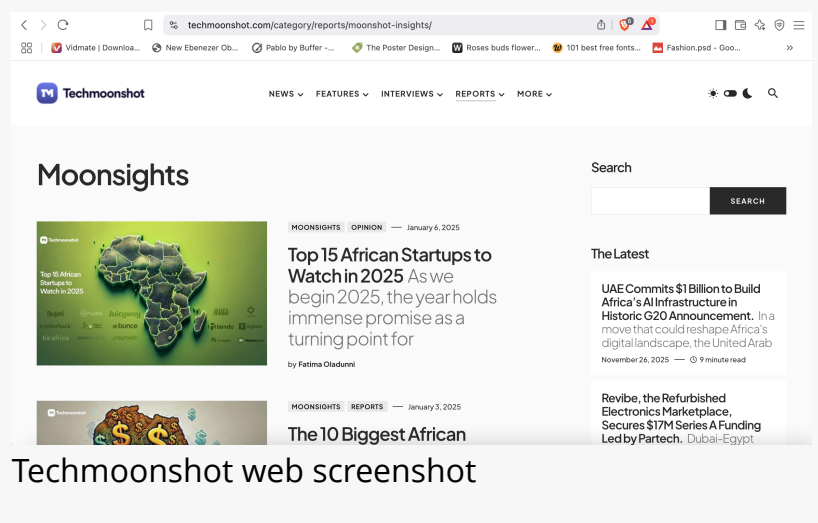 techmoonshot.com/category/reports/moonshot-insights/
Vidmate | Downloa... New Ebenezer Ob... Pablo by Buffer -... The Poster Design... Roses buds flower... 101 best free fonts... Fashion.psd - Goo... »
TM Techmoonshot
NEWS FEATURES INTERVIEWS REPORTS MORE
Moonsights
Techmoonshot
Top 15 African
Startups to
Watch in 2025
Juicyway
bunce
bendo
MOONSIGHTS OPINION — January 6, 2025
Top 15 African Startups to
Watch in 2025 As we
begin 2025, the year holds
immense promise as a
turning point for
by Fatima Oladunni
Techmoonshot
MOONSIGHTS REPORTS — January 3, 2025
The 10 Biggest African
Search
SEARCH
The Latest
UAE Commits $1 Billion to Build
Africa's AI Infrastructure in
Historic G20 Announcement. In a
move that could reshape Africa's
digital landscape, the United Arab
November 26, 2025 — 9 minute read
Revibe, the Refurbished
Electronics Marketplace,
Secures $17M Series A Funding
Led by Partech. Dubai-Egypt
Techmoonshot web screenshot